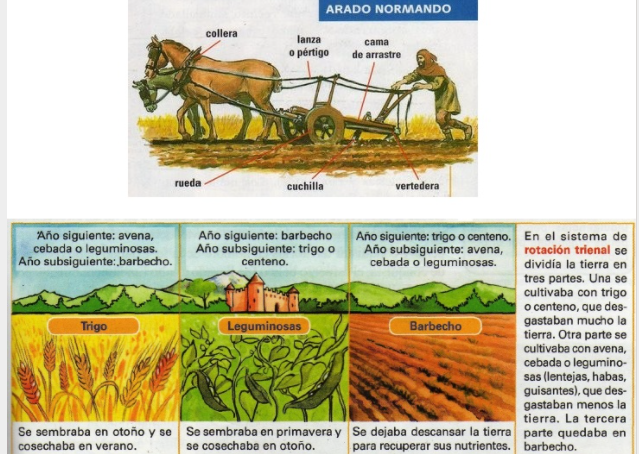 ARADO NORMANDO
collera
lanza
o pértigo
cama
de arrastre
rueda
cuchilla
vertedera
Año siguiente: avena,
cebada o leguminosas.
Año subsiguiente: barbecho.
Año siguiente: barbecho
Año subsiguiente: trigo o
centeno.
Año siguiente: trigo o centeno.
Año subsiguiente: avena,
cebada o leguminosas.
Trigo
Leguminosas
Barbecho
Se sembraba en otoño y se
cosechaba en verano.
Se sembraba en primavera y
se cosechaba en otoño.
Se dejaba descansar la tierra
para recuperar sus nutrientes.
En el sistema de
rotación trienal se
dividía la tierra en
tres partes. Una se
cultivaba con trigo
o centeno, que des-
gastaban mucho la
tierra. Otra parte se
cultivaba con avena,
cebada o legumino-
sas (lentejas, habas,
guisantes), que des-
gastaban menos la
tierra. La tercera
parte quedaba en
barbecho.